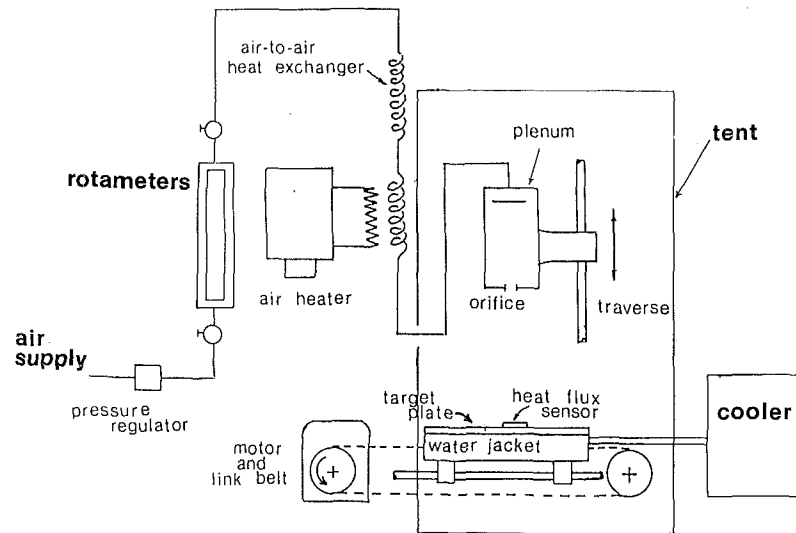 air-to-air
heat exchanger
plenum
tent
rotameters
air heater
orifice
traverse
air
supply
pressure
regulator
target
plate
heat flux
sensor
cooler
motor
and
link belt
water jacket